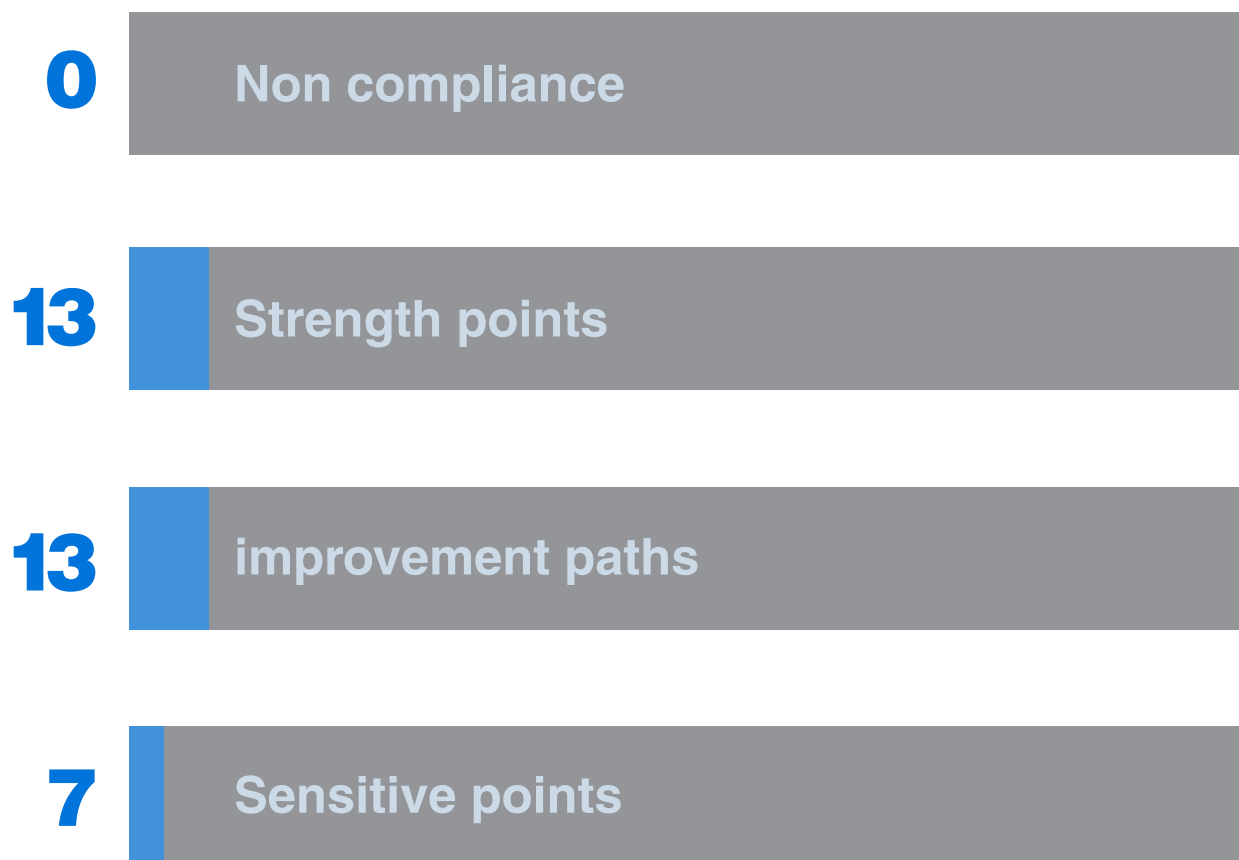 0 Non compliance
13 Strength points
13 improvement paths
7 Sensitive points